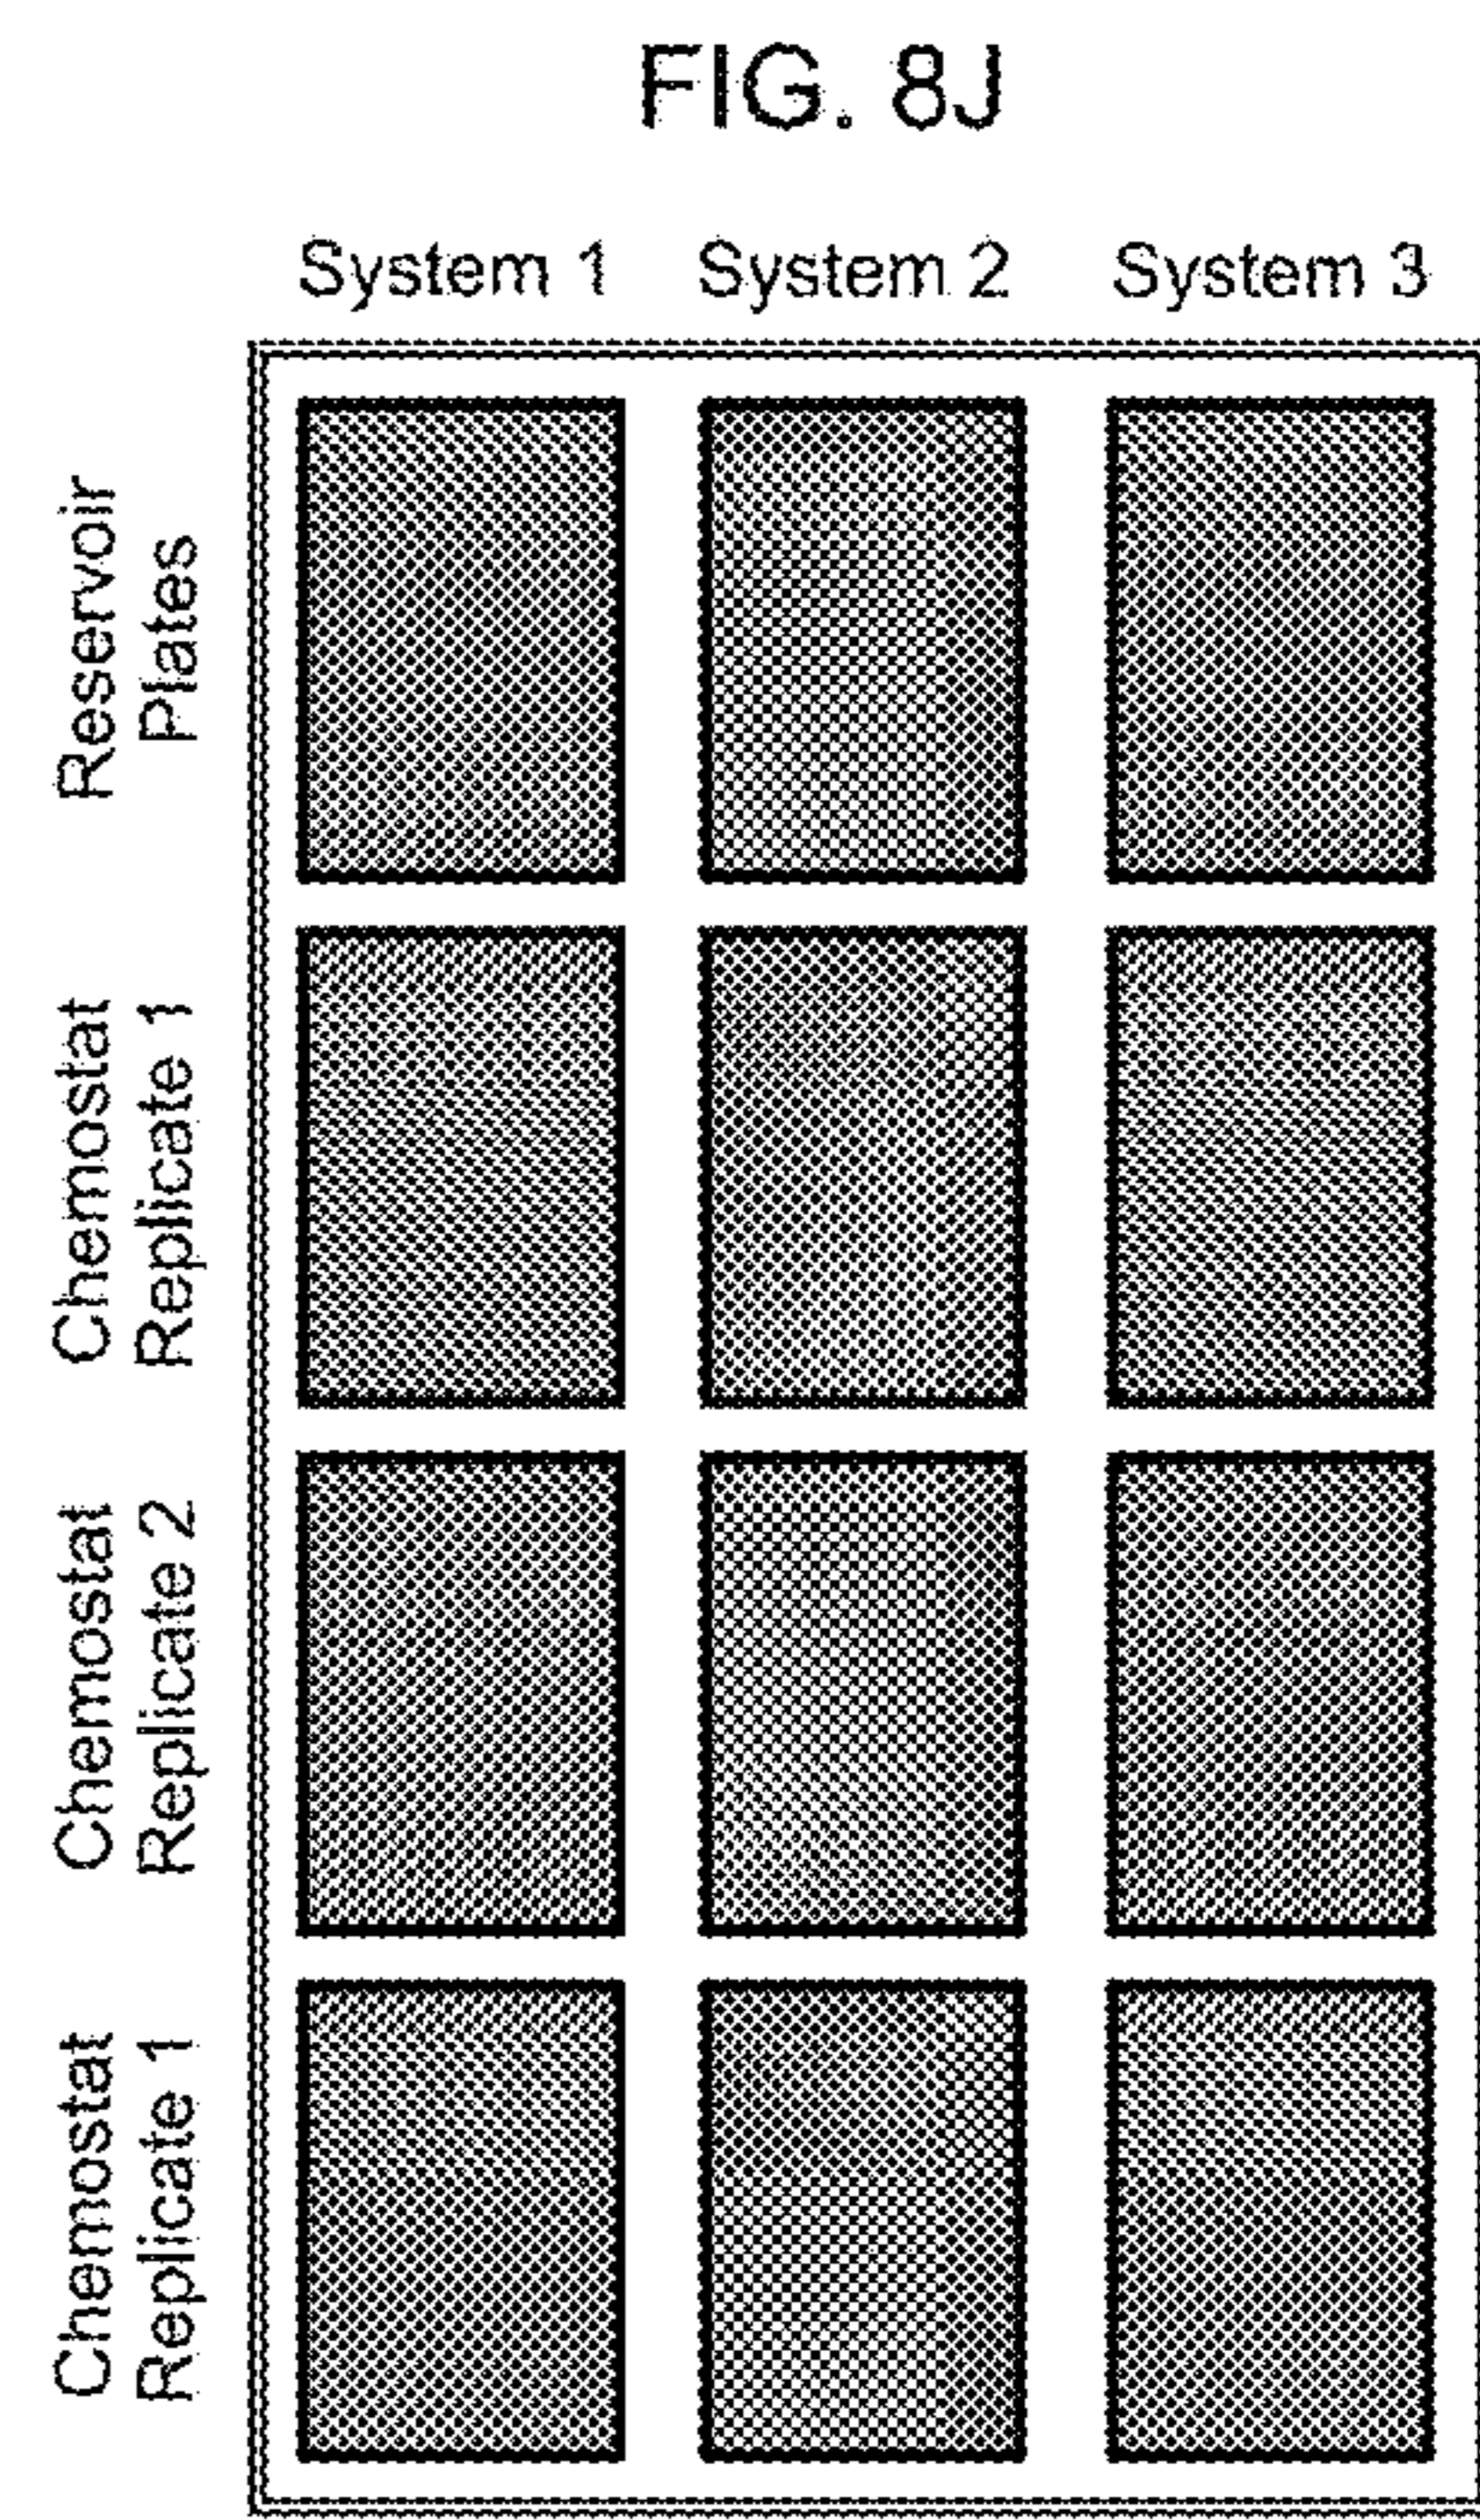 FIG. 8J
System 1 System 2 System 3
Reservoir
Plates
Chemostat
Replicate 1
Chemostat
Replicate 2
Chemostat
Replicate 1